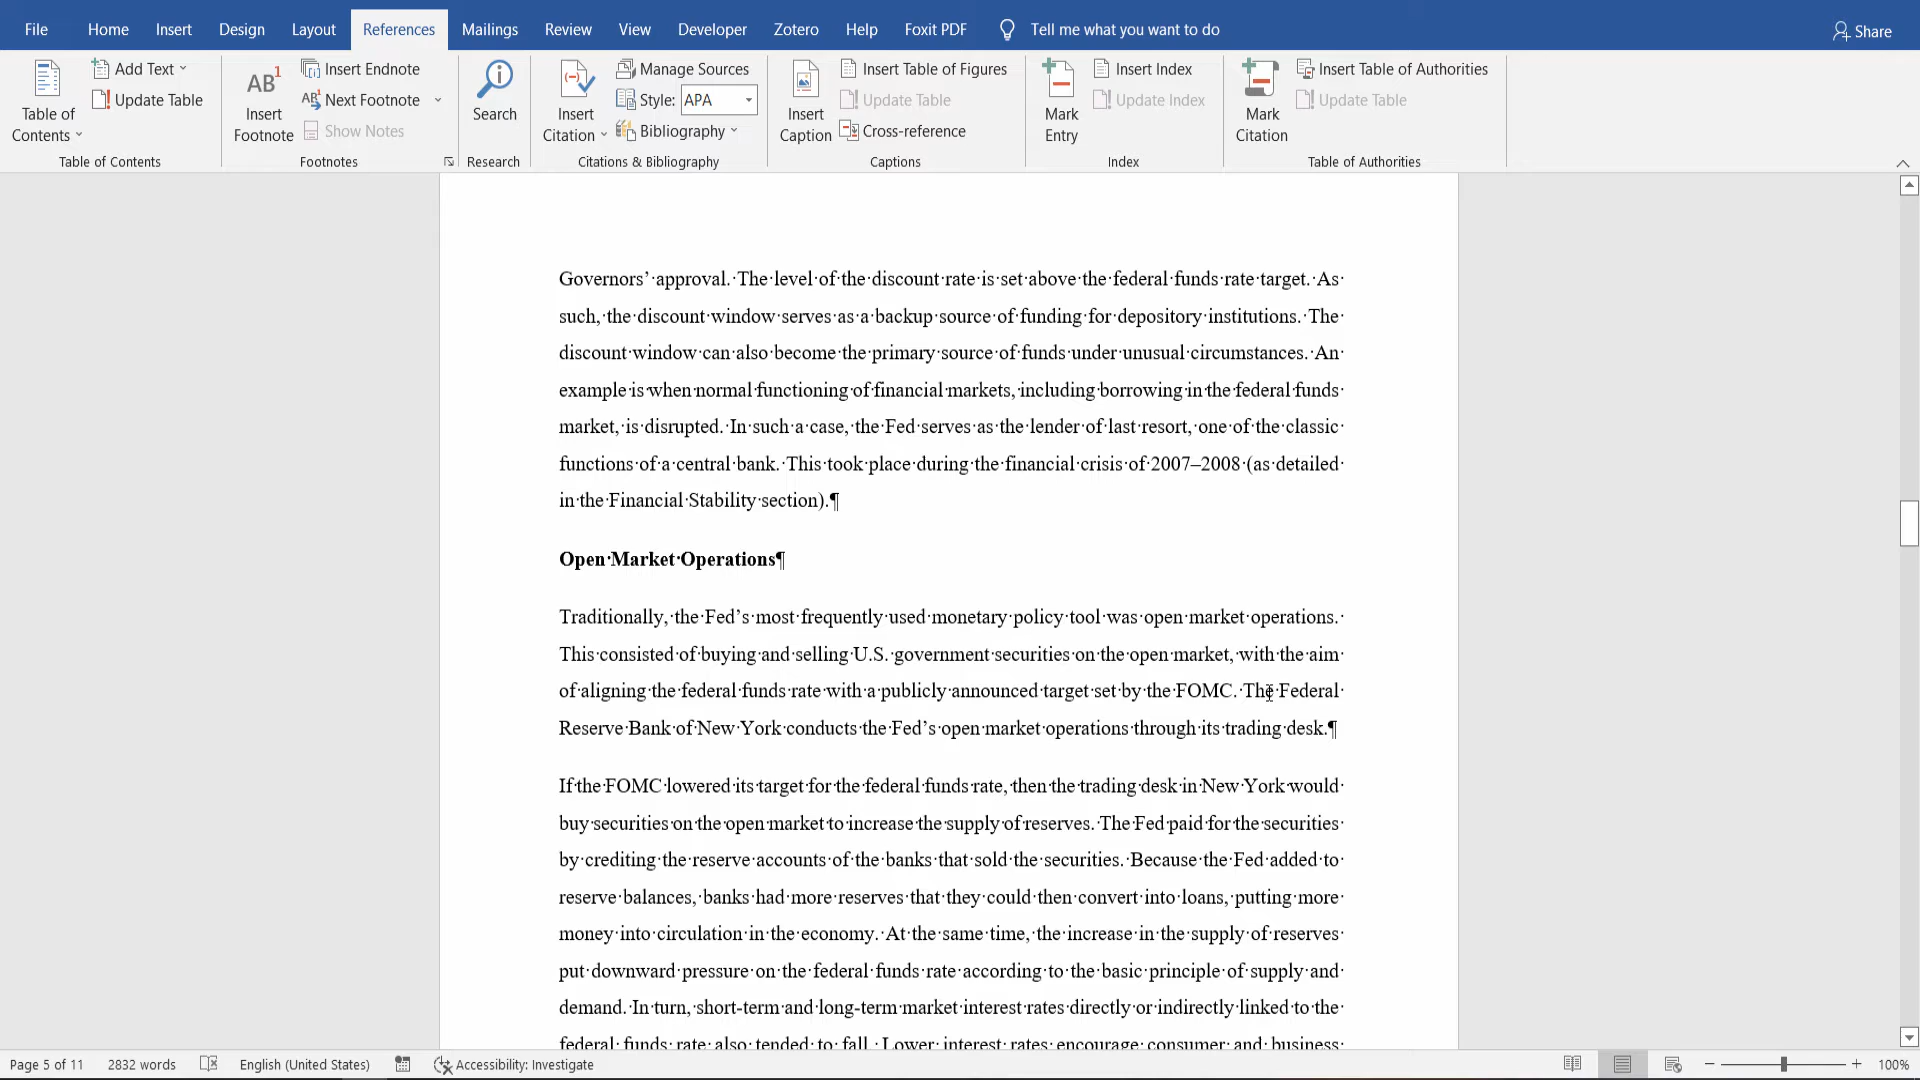 File Home Insert Design Layout References Mailings Review View Developer Zotero Help Foxit PDF Tell me what you want to do Share
Table of Contents
Add Text
Update Table
Table of Contents
AB1 Insert Footnote
Insert Endnote
Next Footnote
Show Notes
Footnotes
Search
Research
Insert Citation
Manage Sources
Style: APA
Bibliography
Citations & Bibliography
Insert Caption
Insert Table of Figures
Update Table
Cross-reference
Captions
Mark Entry
Insert Index
Update Index
Index
Mark Citation
Insert Table of Authorities
Update Table
Table of Authorities
Governors’ approval. The level of the discount rate is set above the federal funds rate target. As
such, the discount window serves as a backup source of funding for depository institutions. The
discount window can also become the primary source of funds under unusual circumstances. An
example is when normal functioning of financial markets, including borrowing in the federal funds
market, is disrupted. In such a case, the Fed serves as the lender of last resort, one of the classic
functions of a central bank. This took place during the financial crisis of 2007–2008 (as detailed
in the Financial Stability section).¶
Open Market Operations¶
Traditionally, the Fed’s most frequently used monetary policy tool was open market operations.
This consisted of buying and selling U.S. government securities on the open market, with the aim
of aligning the federal funds rate with a publicly announced target set by the FOMC. The Federal
Reserve Bank of New York conducts the Fed’s open market operations through its trading desk.¶
If the FOMC lowered its target for the federal funds rate, then the trading desk in New York would
buy securities on the open market to increase the supply of reserves. The Fed paid for the securities
by crediting the reserve accounts of the banks that sold the securities. Because the Fed added to
reserve balances, banks had more reserves that they could then convert into loans, putting more
money into circulation in the economy. At the same time, the increase in the supply of reserves
put downward pressure on the federal funds rate according to the basic principle of supply and
demand. In turn, short-term and long-term market interest rates directly or indirectly linked to the
federal funds rate also tended to fall. Lower interest rates encourage consumer and business
Page 5 of 11 2832 words English (United States) Accessibility: Investigate 100%